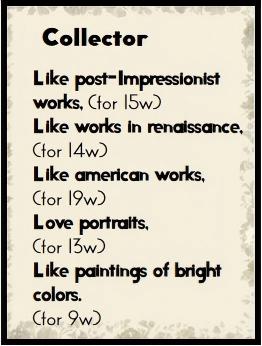 Collector
Like post-Impressionist
works, (for 15w)
Like works in renaissance,
(for 14w)
Like american works,
(for 19w)
Love portraits,
(for 13w)
Like paintings of bright
colors.
(for 9w)